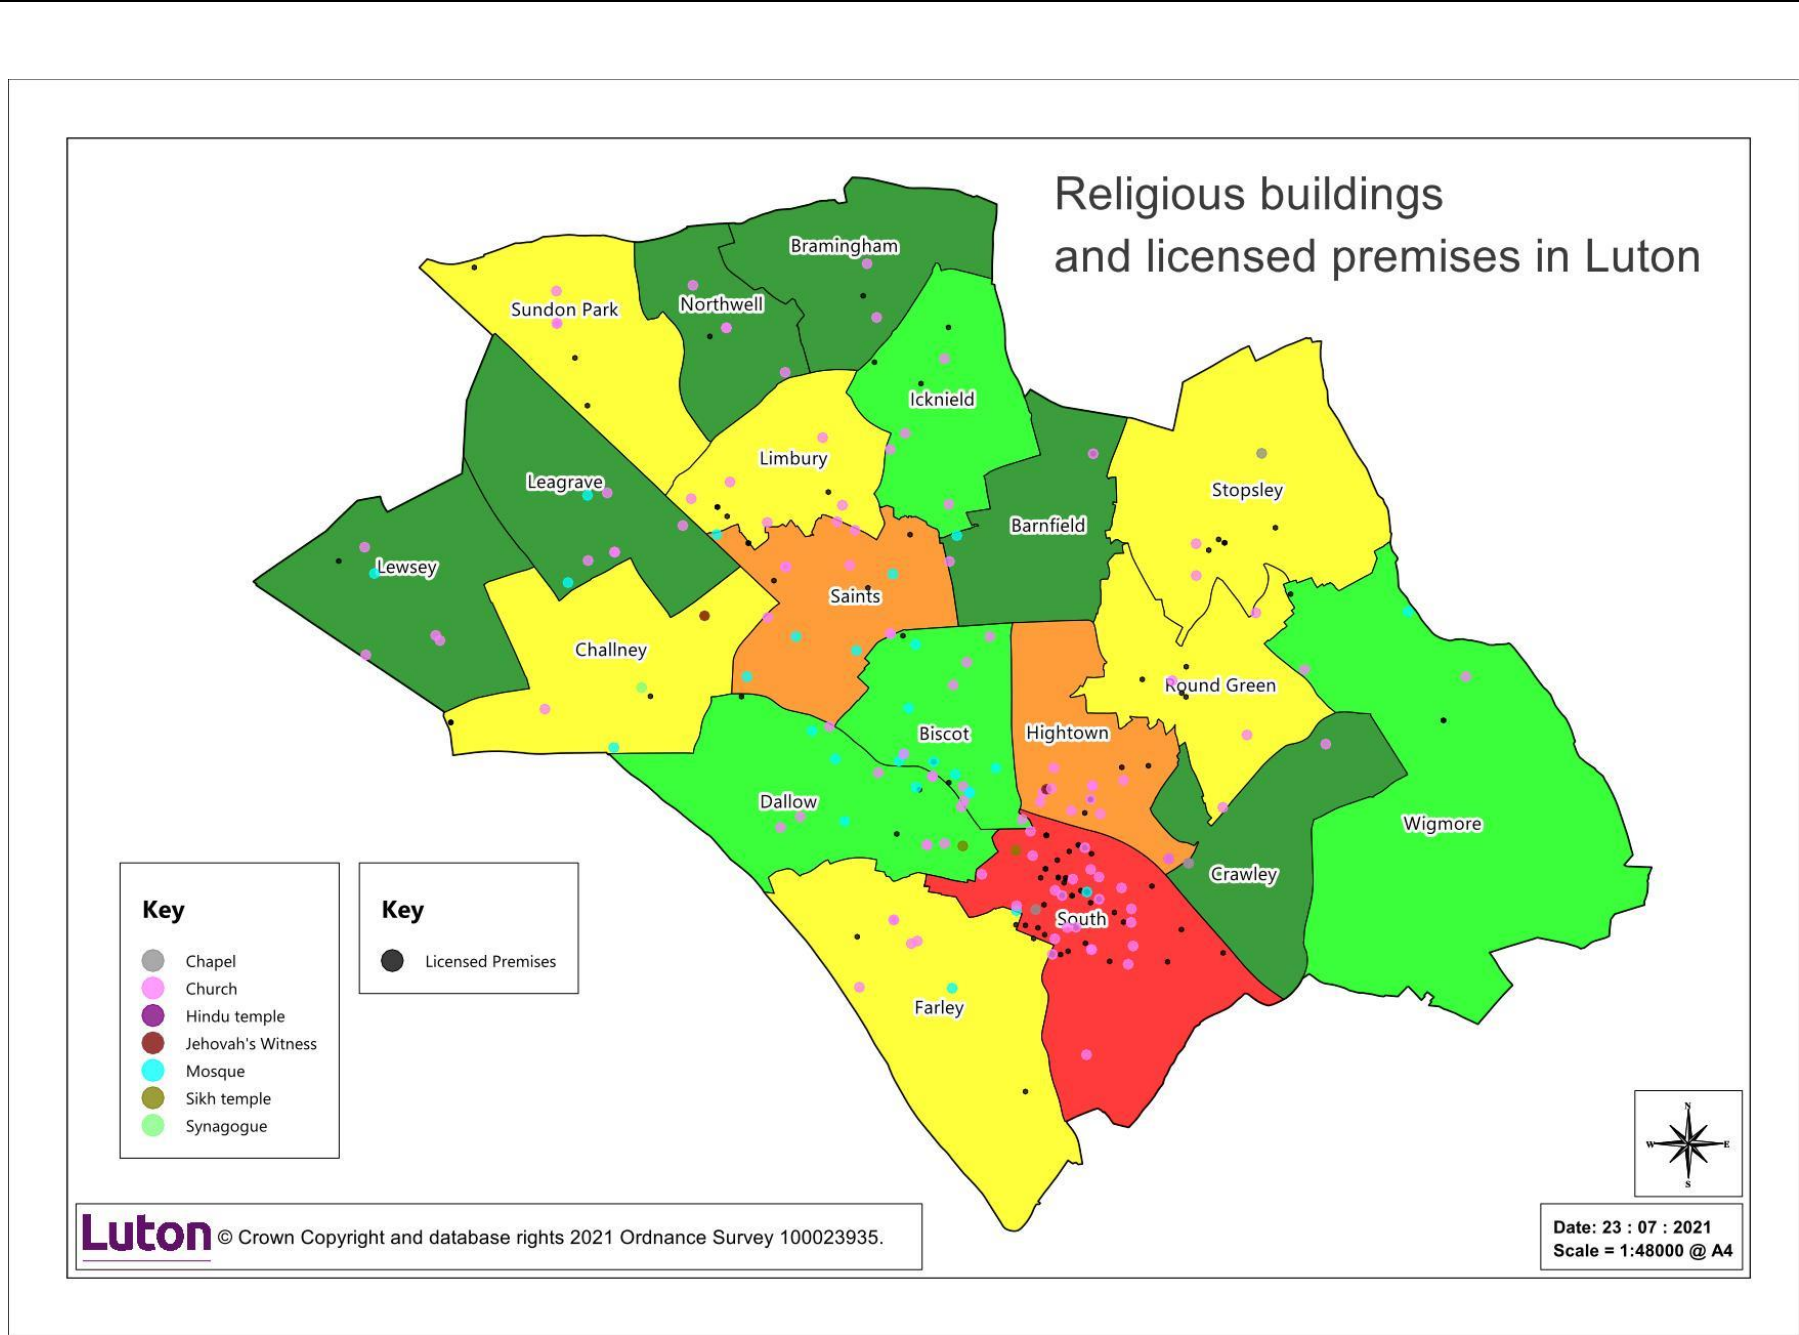 Religious buildings
and licensed premises in Luton
Bramingham
Sundon Park
Northwell
Icknield
Limbury
Leagrave
Stopsley
Barnfield
Lewsey
Saints
Challney
Round Green
Biscot
Hightown
Dallow
Wigmore
Crawley
South
Farley
Key
Chapel
Church
Hindu temple
Jehovah's Witness
Mosque
Sikh temple
Synagogue
Key
Licensed Premises
N
W
E
S
Luton © Crown Copyright and database rights 2021 Ordnance Survey 100023935.
Date: 23 : 07 : 2021
Scale = 1:48000 @ A4